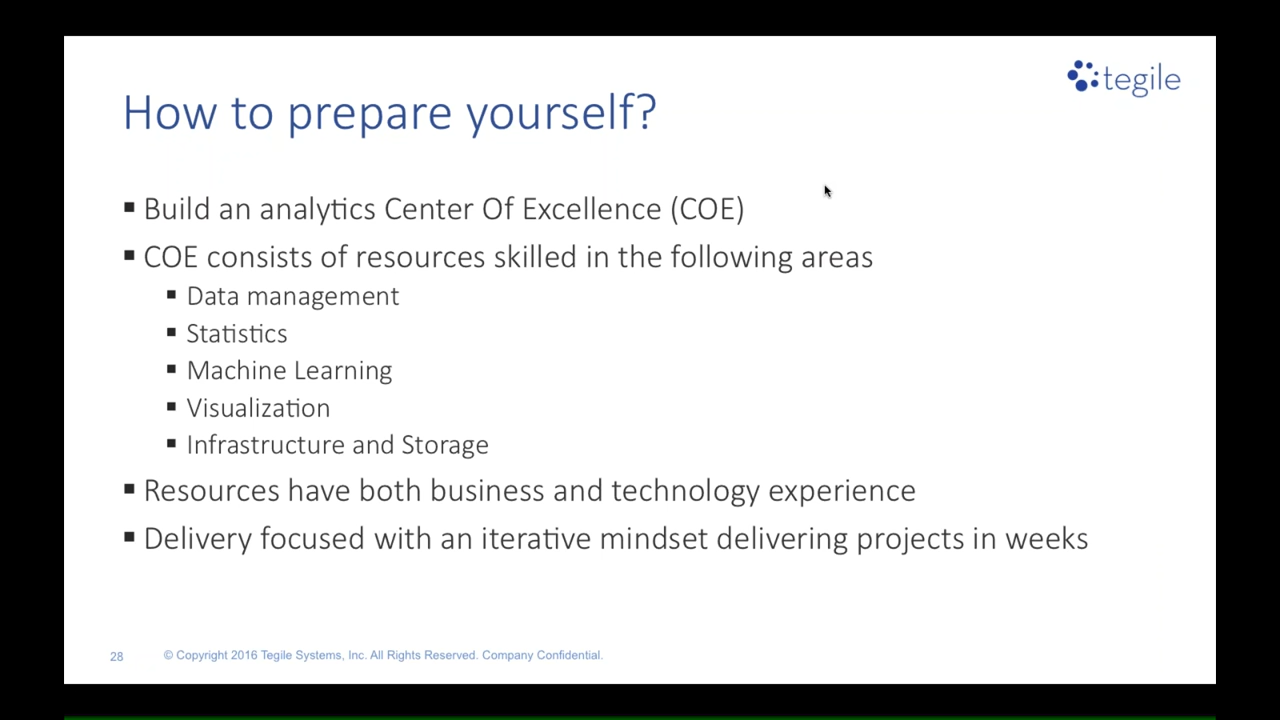 tegile
How to prepare yourself?
▪ Build an analytics Center Of Excellence (COE)
▪ COE consists of resources skilled in the following areas
▪ Data management
▪ Statistics
▪ Machine Learning
▪ Visualization
▪ Infrastructure and Storage
▪ Resources have both business and technology experience
▪ Delivery focused with an iterative mindset delivering projects in weeks
28 © Copyright 2016 Tegile Systems, Inc. All Rights Reserved. Company Confidential.